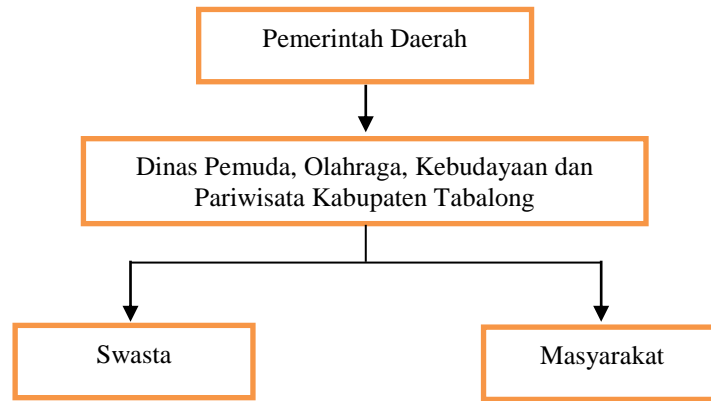 Pemerintah Daerah
Dinas Pemuda, Olahraga, Kebudayaan dan
Pariwisata Kabupaten Tabalong
Swasta
Masyarakat